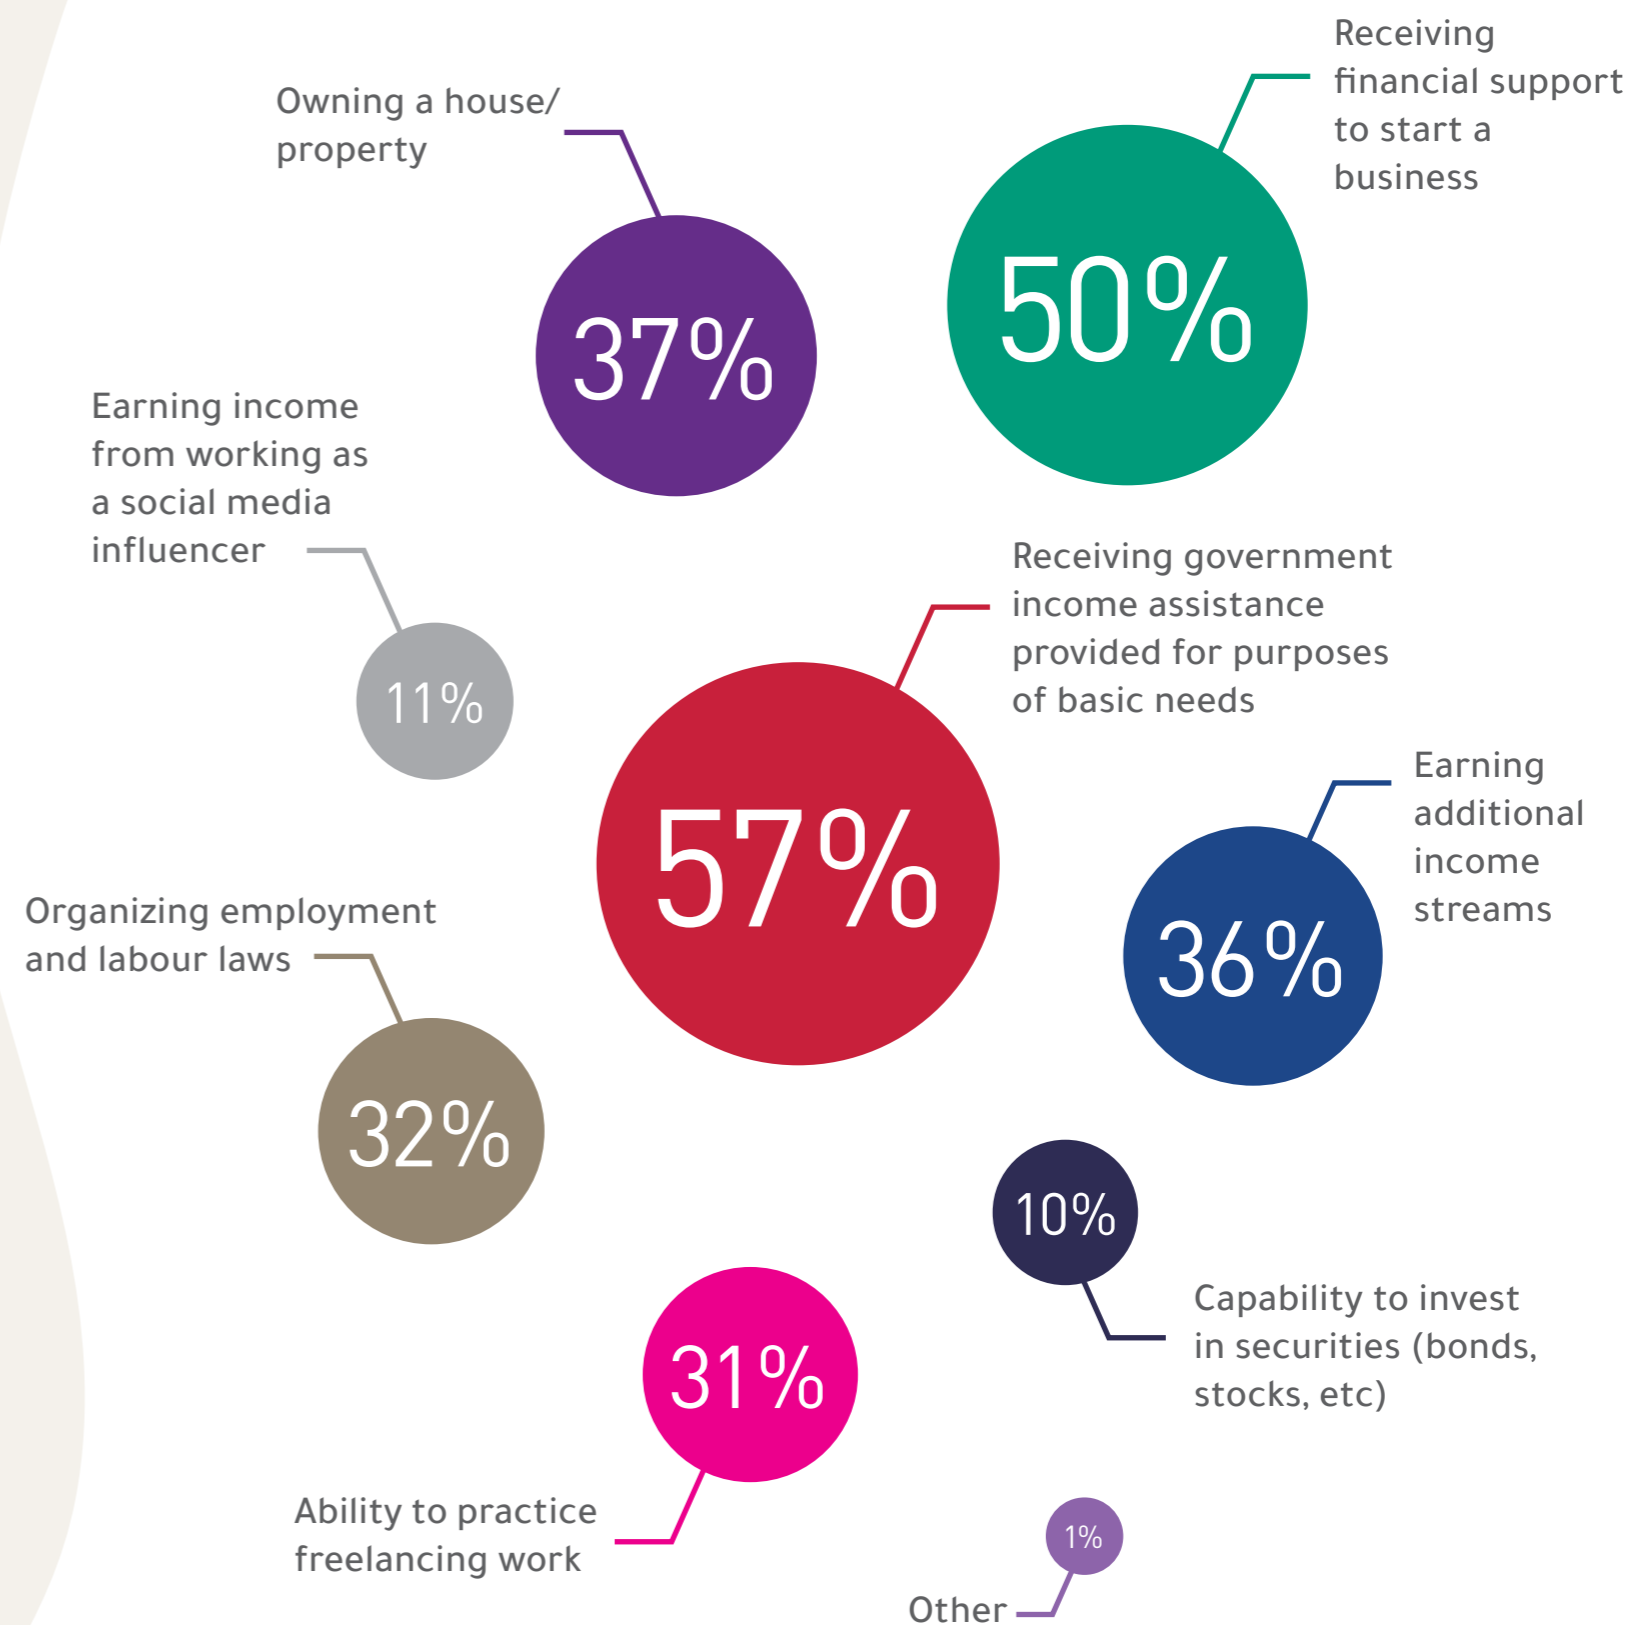 Receiving
financial support
to start a
business
50%
Owning a house/
property
37%
Earning income
from working as
a social media
influencer
11%
Receiving government
income assistance
provided for purposes
of basic needs
57%
Earning
additional
income
streams
36%
Organizing employment
and labour laws
32%
10%
Capability to invest
in securities (bonds,
stocks, etc)
31%
Ability to practice
freelancing work
1%
Other